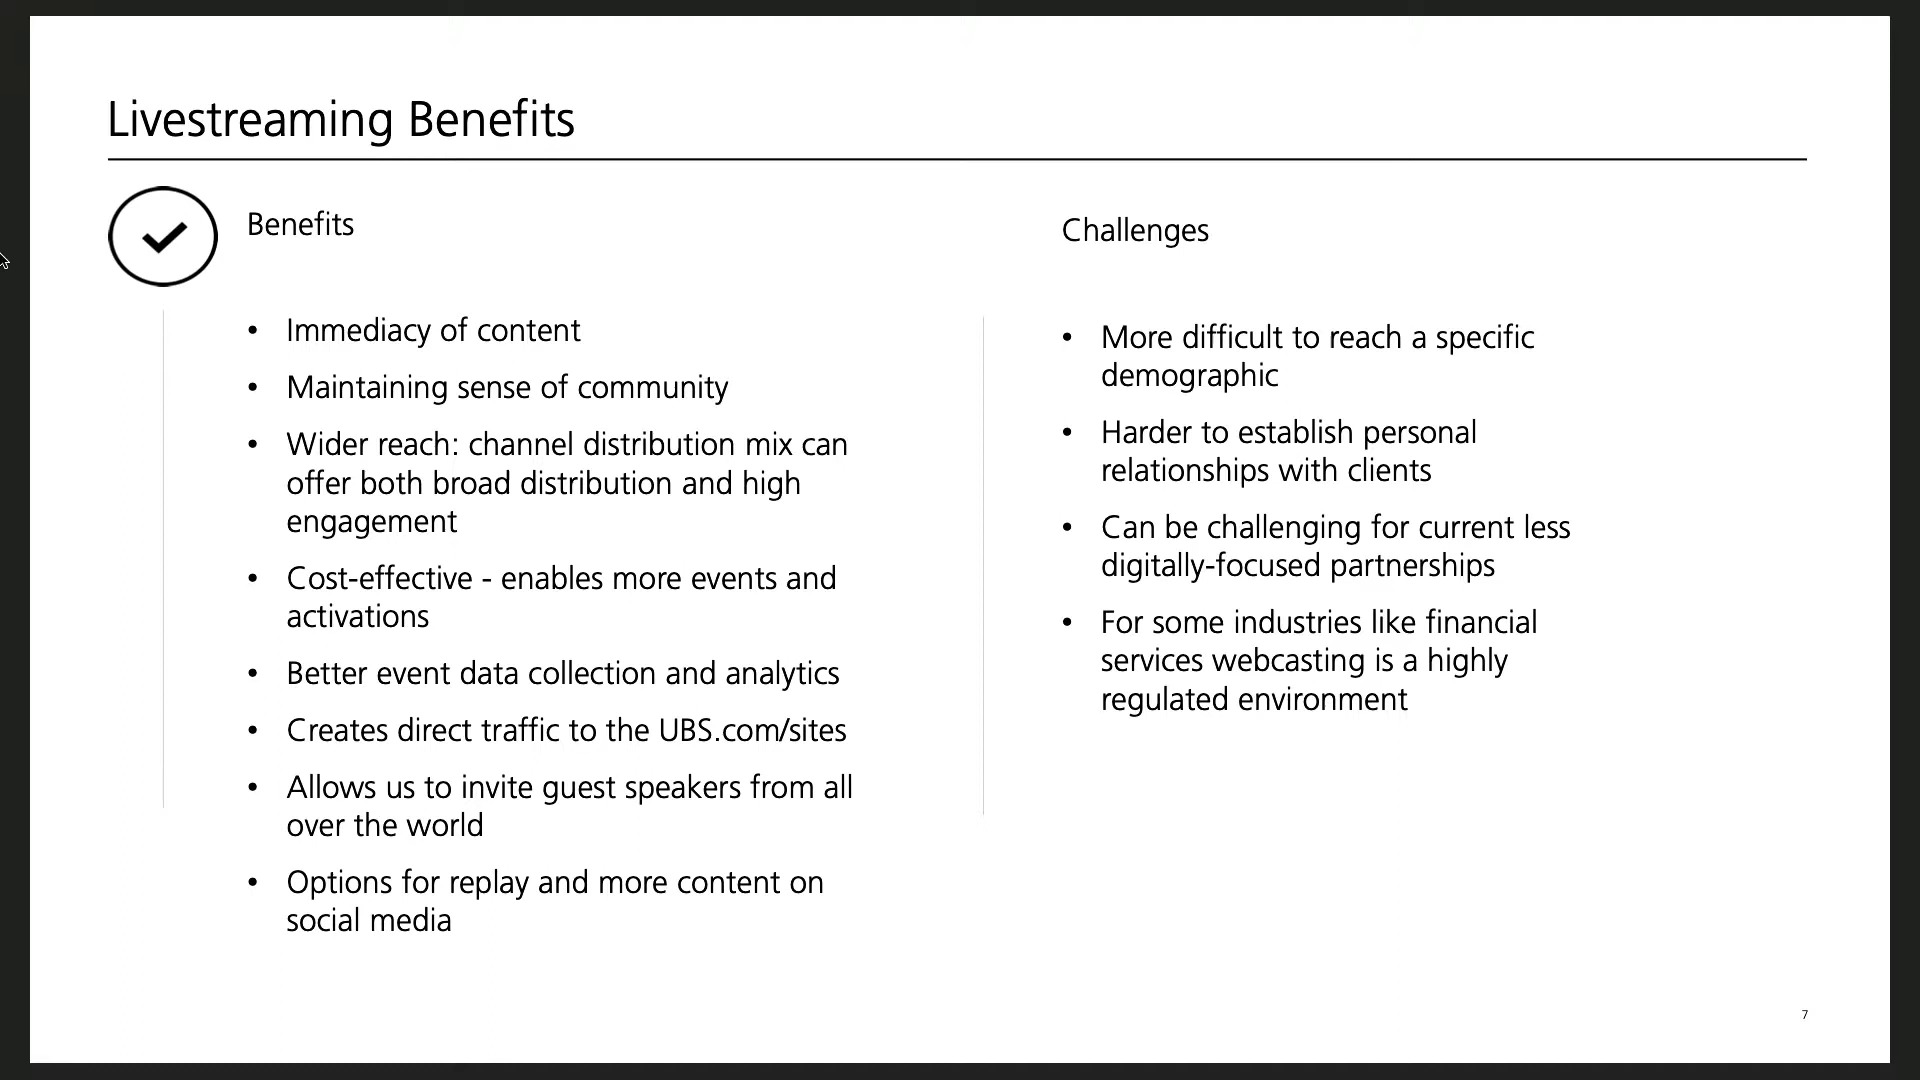 Livestreaming Benefits
Benefits
• Immediacy of content
• Maintaining sense of community
• Wider reach: channel distribution mix can
offer both broad distribution and high
engagement
• Cost-effective - enables more events and
activations
• Better event data collection and analytics
• Creates direct traffic to the UBS.com/sites
• Allows us to invite guest speakers from all
over the world
• Options for replay and more content on
social media
Challenges
• More difficult to reach a specific
demographic
• Harder to establish personal
relationships with clients
• Can be challenging for current less
digitally-focused partnerships
• For some industries like financial
services webcasting is a highly
regulated environment
7